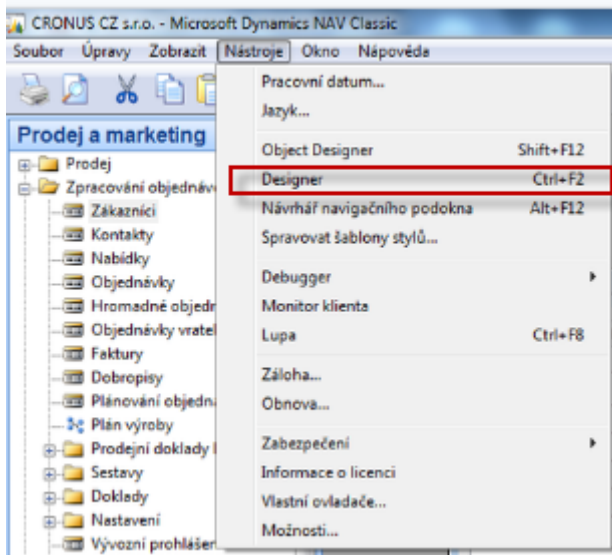 CRONUS CZ s.r.o. - Microsoft Dynamics NAV Classic
Soubor Úpravy Zobrazit Nástroje Okno Nápověda
Prodej a marketing
Prodej
Zpracování objednáv
Zákazníci
Kontakty
Nabídky
Objednávky
Hromadné objedr
Objednávky vratel
Faktury
Dobropisy
Plánování objedná
Plán výroby
Prodejní doklady l
Sestavy
Doklady
Nastavení
Vývozní prohlášer
Pracovní datum...
Jazyk...
Object Designer Shift+F12
Designer Ctrl+F2
Návrhář navigačního podokna Alt+F12
Spravovat šablony stylů...
Debugger
Monitor klienta
Lupa Ctrl+F8
Záloha...
Obnova...
Zabezpečení
Informace o licenci
Vlastní ovladače...
Možnosti...